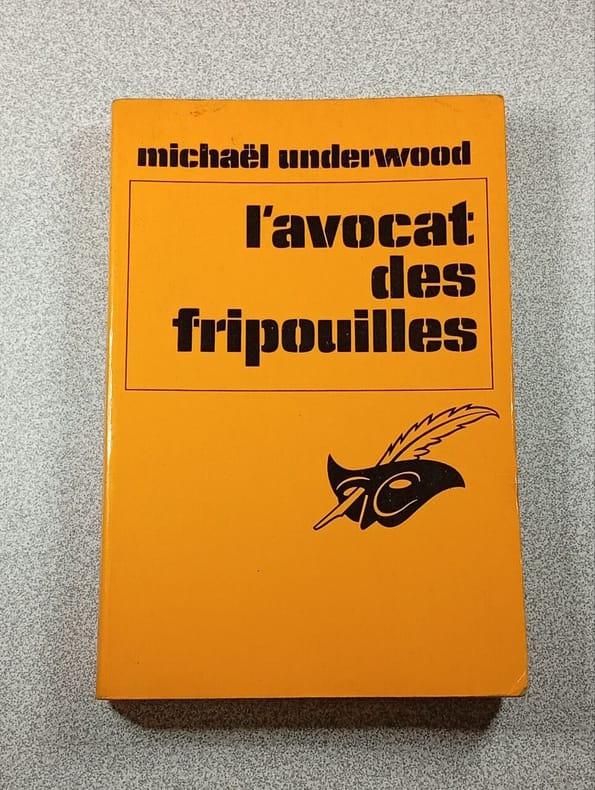 michaël underwood
l'avocat
des
fripouilles